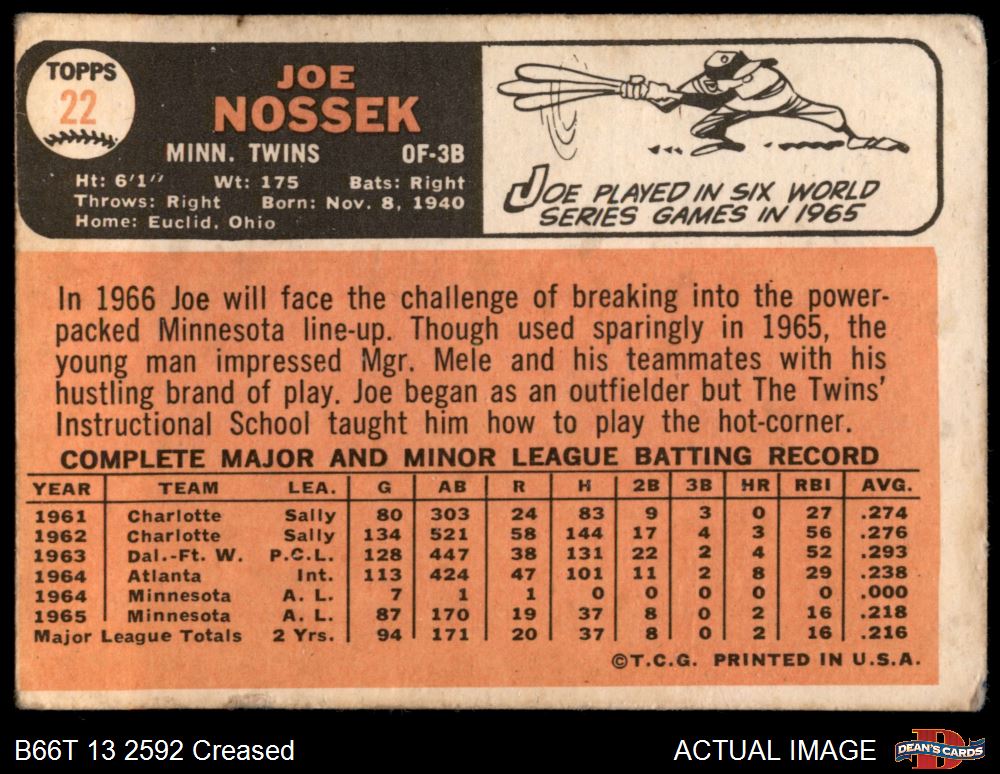 TOPPS
22
JOE
NOSSEK
MINN. TWINS OF-3B
Ht: 6'1" Wt: 175 Bats: Right
Throws: Right Born: Nov. 8, 1940
Home: Euclid, Ohio
JOE PLAYED IN SIX WORLD
SERIES GAMES IN 1965
In 1966 Joe will face the challenge of breaking into the power-
packed Minnesota line-up. Though used sparingly in 1965, the
young man impressed Mgr. Mele and his teammates with his
hustling brand of play. Joe began as an outfielder but The Twins'
Instructional School taught him how to play the hot-corner.
COMPLETE MAJOR AND MINOR LEAGUE BATTING RECORD
YEAR TEAM LEA. G AB R H 2B 3B HR RBI AVG.
1961 Charlotte Sally 80 303 24 83 9 3 0 27 .274
1962 Charlotte Sally 134 521 58 144 17 4 3 56 .276
1963 Dal.-Ft. W. P.C.L. 128 447 38 131 22 2 4 52 .293
1964 Atlanta Int. 113 424 47 101 11 2 8 29 .238
1964 Minnesota A. L. 7 1 1 0 0 0 0 0 .000
1965 Minnesota A. L. 87 170 19 37 8 0 2 16 .218
Major League Totals 2 Yrs. 94 171 20 37 8 0 2 16 .216
©T.C.G. PRINTED IN U.S.A.
B66T 13 2592 Creased ACTUAL IMAGE
D
DEAN'S CARDS